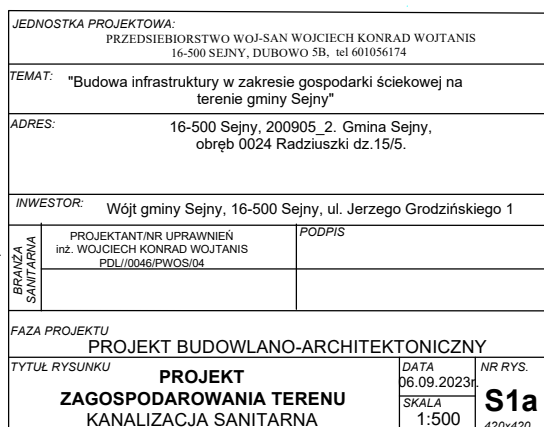 JEDNOSTKA PROJEKTOWA:
PRZEDSIEBIORSTWO WOJ-SAN WOJCIECH KONRAD WOJTANIS
16-500 SEJNY, DUBOWO 5B, tel 601056174
TEMAT: "Budowa infrastruktury w zakresie gospodarki ściekowej na
terenie gminy Sejny"
ADRES: 16-500 Sejny, 200905_2. Gmina Sejny,
obręb 0024 Radziuszki dz.15/5.
INWESTOR: Wójt gminy Sejny, 16-500 Sejny, ul. Jerzego Grodzińskiego 1
BRANŻA
SANITARNA
PROJEKTANT/NR UPRAWNIEŃ
inż. WOJCIECH KONRAD WOJTANIS
PDL//0046/PWOS/04
PODPIS
FAZA PROJEKTU
PROJEKT BUDOWLANO-ARCHITEKTONICZNY
TYTUŁ RYSUNKU
PROJEKT
ZAGOSPODAROWANIA TERENU
KANALIZACJA SANITARNA
DATA
06.09.2023r.
SKALA
1:500
NR RYS.
S1a
420x420